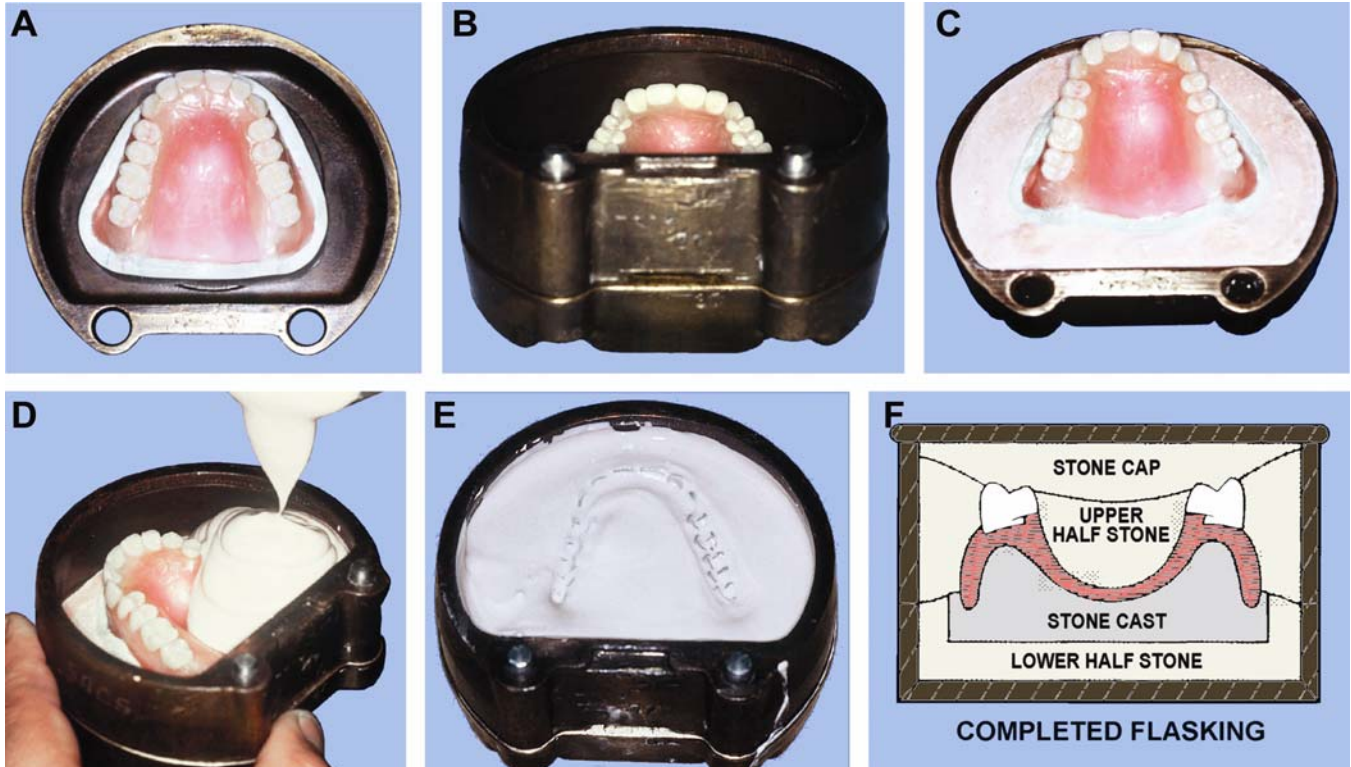 A
B
C
D
E
F
STONE CAP
UPPER
HALF STONE
STONE CAST
LOWER HALF STONE
COMPLETED FLASKING